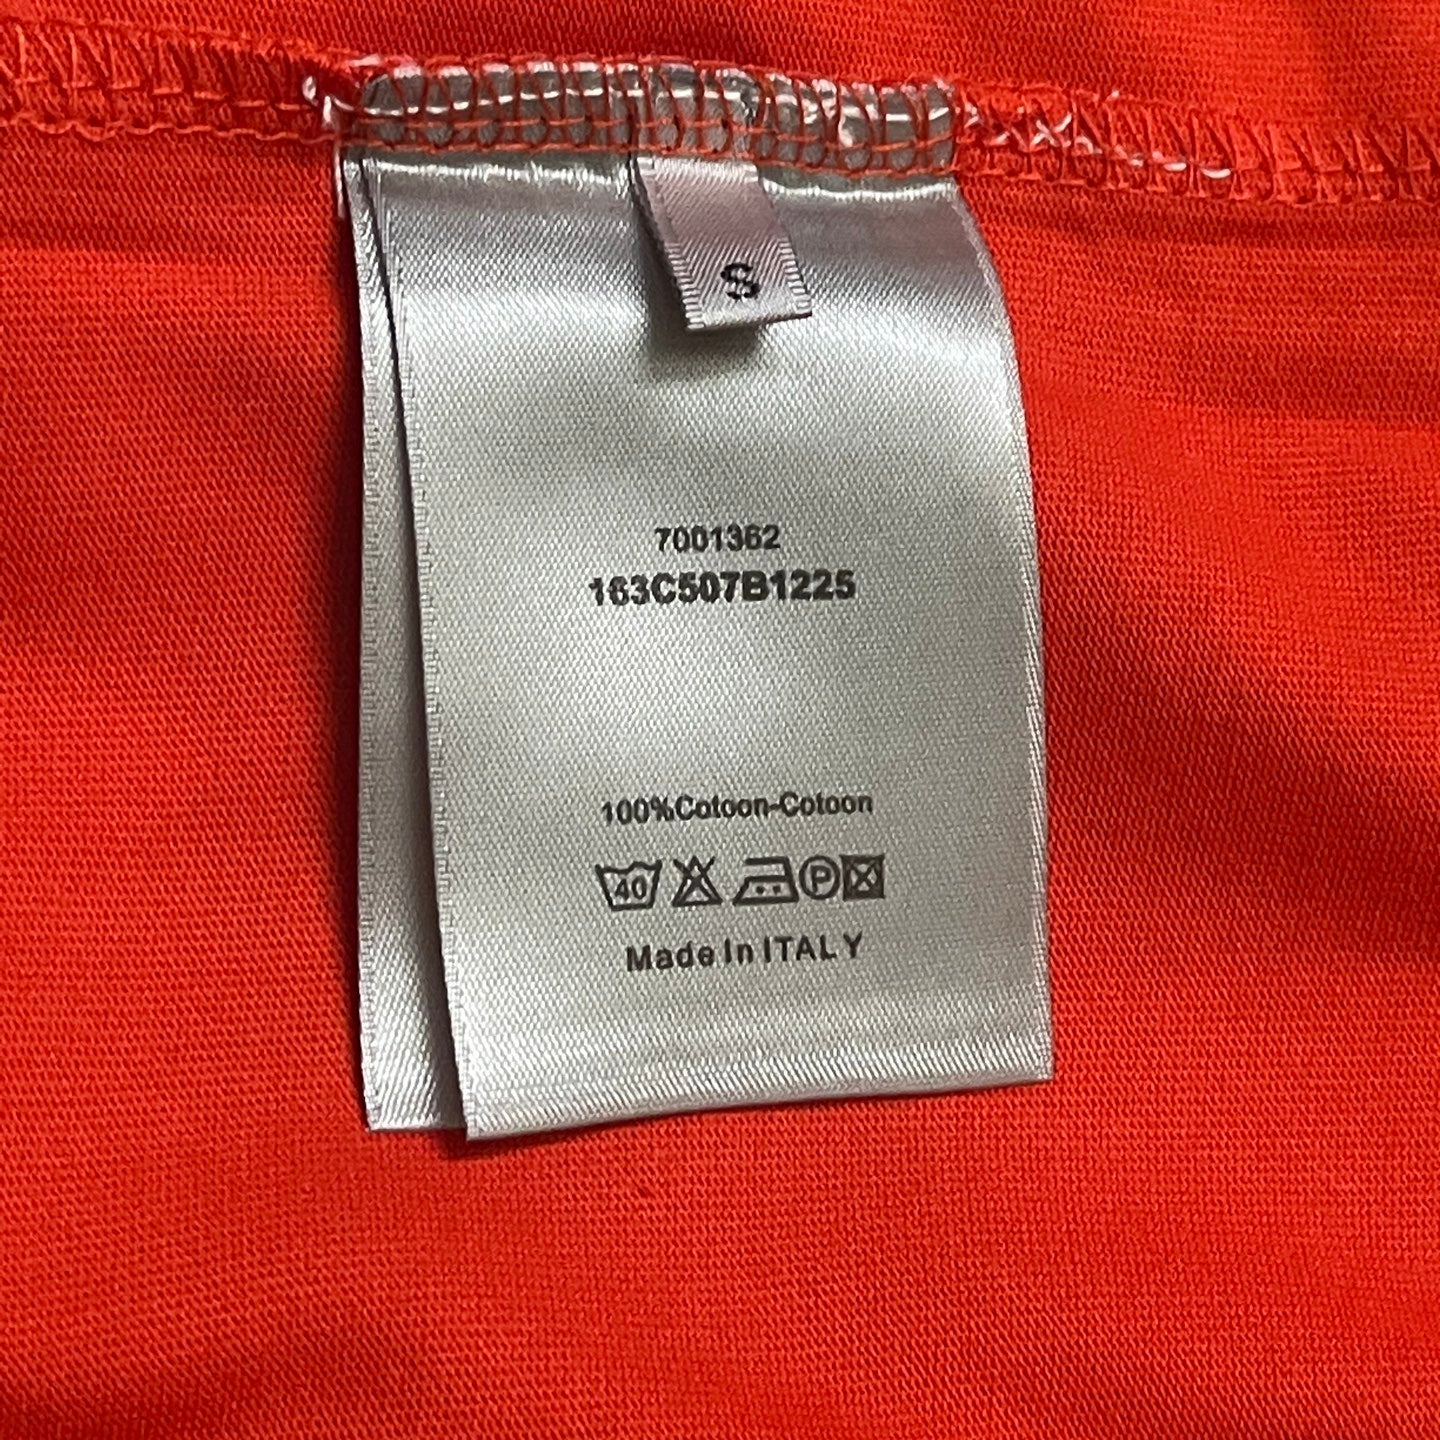 S
7001362
163C507B1225
100%Cotoon-Cotoon
40 P
Made In ITALY